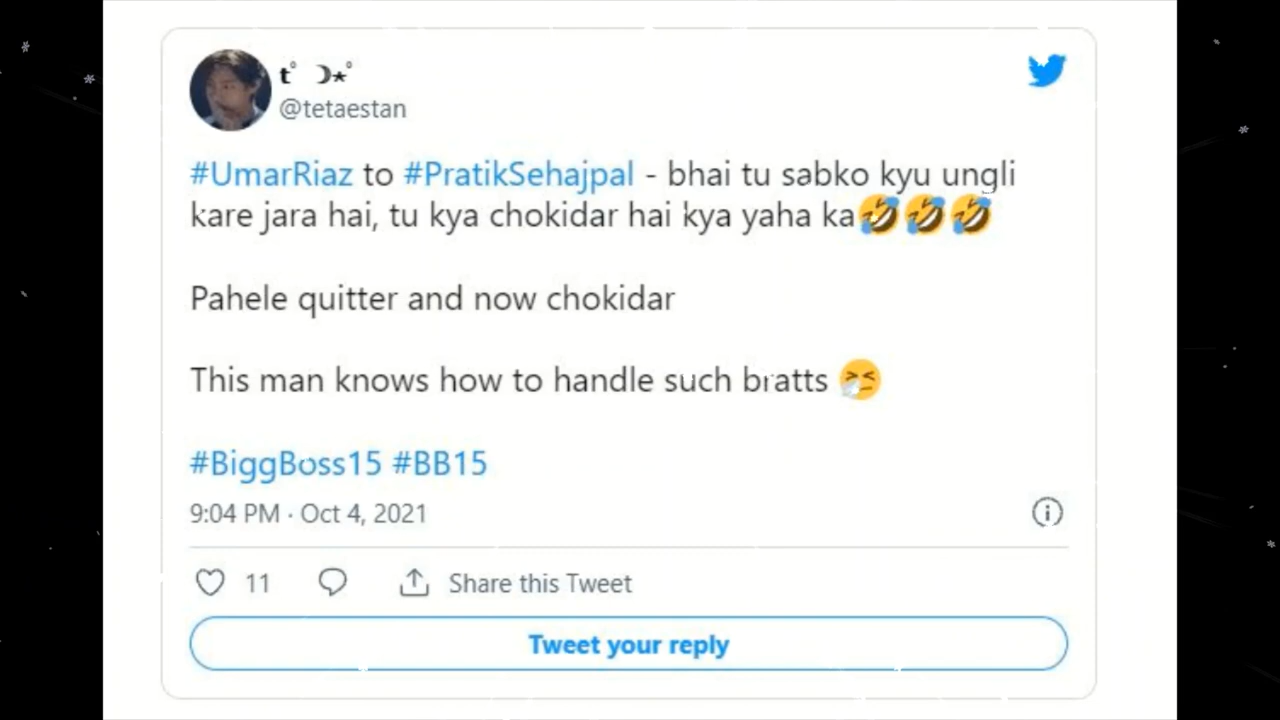 t° ☽⋆°
@tetaestan
#UmarRiaz to #PratikSehajpal - bhai tu sabko kyu ungli
kare jara hai, tu kya chokidar hai kya yaha ka🤣🤣🤣
Pahele quitter and now chokidar
This man knows how to handle such bratts 🤧
#BiggBoss15 #BB15
9:04 PM · Oct 4, 2021
11
Share this Tweet
Tweet your reply